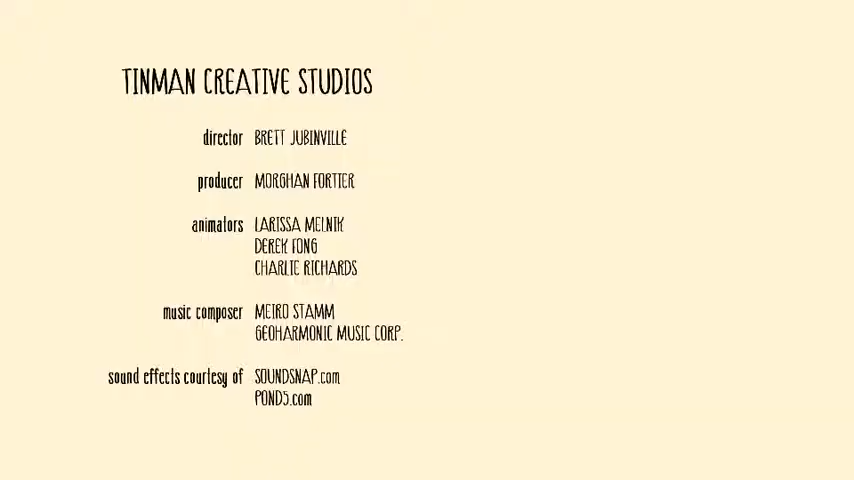 TINMAN CREATIVE STUDIOS
director BRETT JUBINVILLE
producer MORGHAN FORTIER
animators LARISSA MELNIK
DEREK FONG
CHARLIE RICHARDS
music composer MEIRO STAMM
GEOHARMONIC MUSIC CORP.
sound effects courtesy of SOUNDSNAP.com
POND5.com